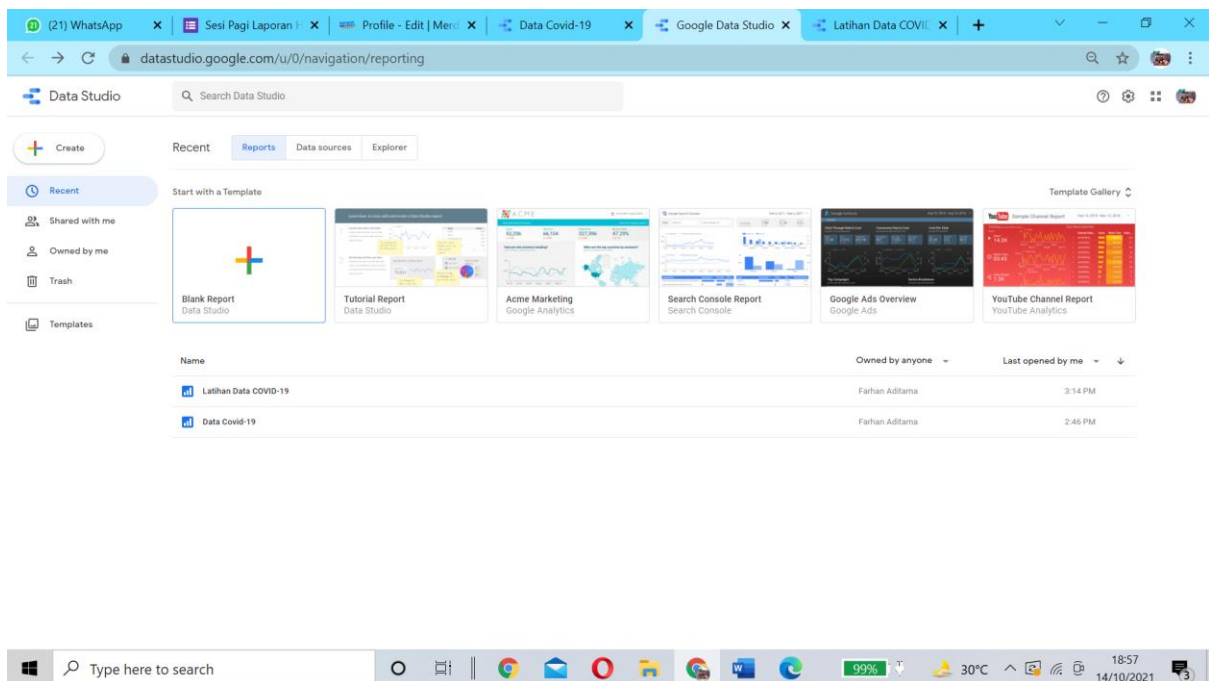 (21) WhatsApp
Sesi Pagi Laporan H
Profile - Edit | Merd
Data Covid-19
Google Data Studio
Latihan Data COVID
datastudio.google.com/u/0/navigation/reporting
Data Studio
Search Data Studio
Create
Recent
Reports
Data sources
Explorer
Recent
Start with a Template
Template Gallery
Shared with me
Owned by me
Trash
Templates
Blank Report
Data Studio
Tutorial Report
Data Studio
ACME
Acme Marketing
Google Analytics
Search Console Report
Search Console
Google Ads Overview
Google Ads
YouTube Channel Report
YouTube Analytics
Name
Owned by anyone
Last opened by me
Latihan Data COVID-19
Farhan Aditama
3:14 PM
Data Covid-19
Farhan Aditama
2:46 PM
Type here to search
99%
30°C
18:57
14/10/2021
3